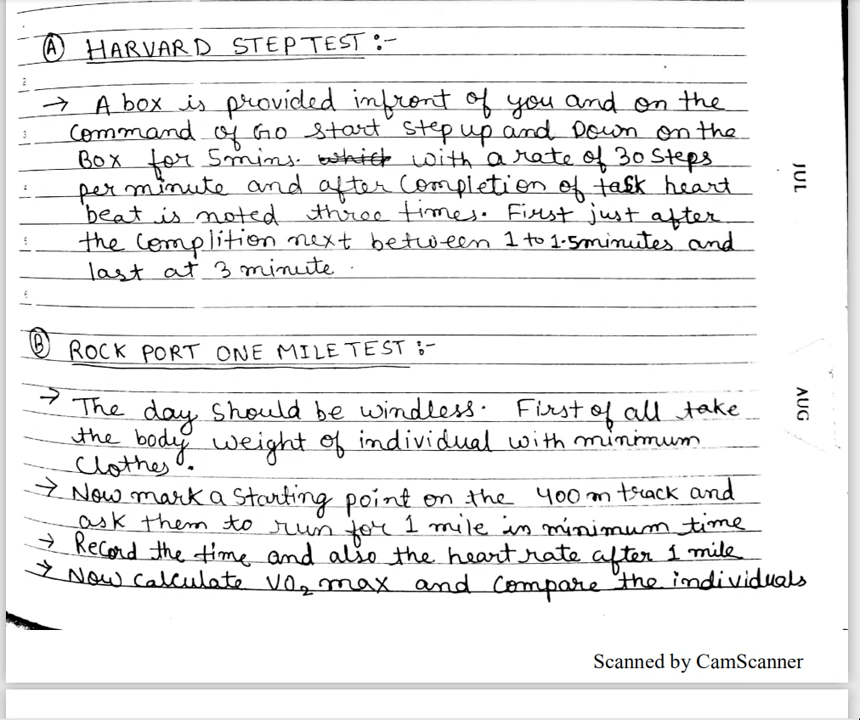 Ⓐ HARVARD STEP TEST :-
→ A box is provided infront of you and on the
Command of GO start step up and Down on the
Box for 5mins. which with a rate of 30 Steps
per minute and after Completion of task heart
beat is noted three times. First just after
the Complition next between 1 to 1.5minutes and
last at 3 minute.
Ⓑ ROCK PORT ONE MILE TEST :-
→ The day should be windless. First of all take
the body weight of individual with minimum
Clothes.
→ Now mark a Starting point on the 400 m track and
ask them to run for 1 mile in minimum time
→ Record the time and also the heart rate after 1 mile
→ Now Calculate VO₂ max and Compare the individuals
JUL
AUG
Scanned by CamScanner